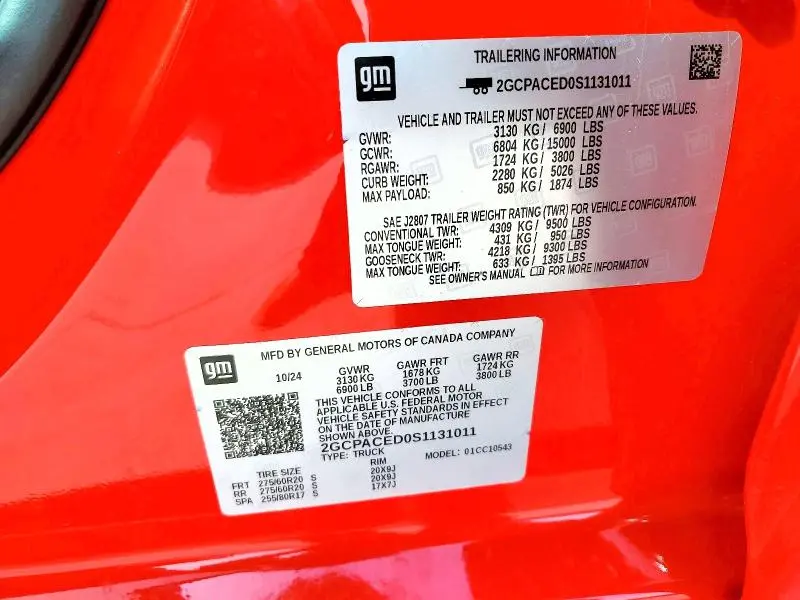 gm
TRAILERING INFORMATION
2GCPACED0S1131011
VEHICLE AND TRAILER MUST NOT EXCEED ANY OF THESE VALUES.
GVWR: 3130 KG / 6900 LBS
GCWR: 6804 KG / 15000 LBS
RGAWR: 1724 KG / 3800 LBS
CURB WEIGHT: 2280 KG / 5026 LBS
MAX PAYLOAD: 850 KG / 1874 LBS
SAE J2807 TRAILER WEIGHT RATING (TWR) FOR VEHICLE CONFIGURATION.
CONVENTIONAL TWR: 4309 KG / 9500 LBS
MAX TONGUE WEIGHT: 431 KG / 950 LBS
GOOSENECK TWR: 4218 KG / 9300 LBS
MAX TONGUE WEIGHT: 633 KG / 1395 LBS
SEE OWNER'S MANUAL FOR MORE INFORMATION
gm
MFD BY GENERAL MOTORS OF CANADA COMPANY
10/24 GVWR GAWR FRT GAWR RR
3130 KG 1678 KG 1724 KG
6900 LB 3700 LB 3800 LB
THIS VEHICLE CONFORMS TO ALL
APPLICABLE U.S. FEDERAL MOTOR
VEHICLE SAFETY STANDARDS IN EFFECT
ON THE DATE OF MANUFACTURE
SHOWN ABOVE.
2GCPACED0S1131011
TYPE: TRUCK MODEL: 01CC10543
TIRE SIZE RIM
FRT 275/60R20 S 20X9J
RR 275/60R20 S 20X9J
SPA 255/80R17 S 17X7J